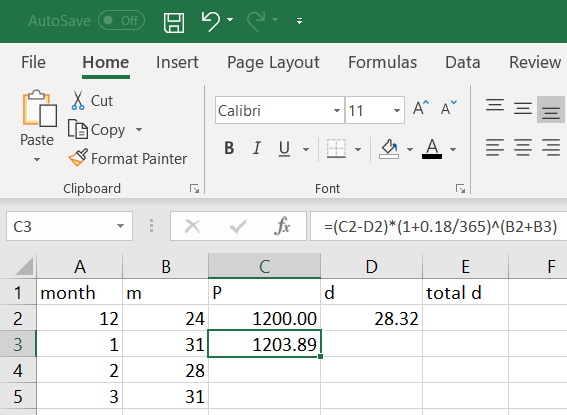 AutoSave Off
File Home Insert Page Layout Formulas Data Review
Paste
Cut
Copy
Format Painter
Calibri 11 A A
B I U A
Clipboard Font
C3 fx =(C2-D2)*(1+0.18/365)^(B2+B3)
A B C D E F
1 month m P d total d
2 12 24 1200.00 28.32
3 1 31 1203.89
4 2 28
5 3 31